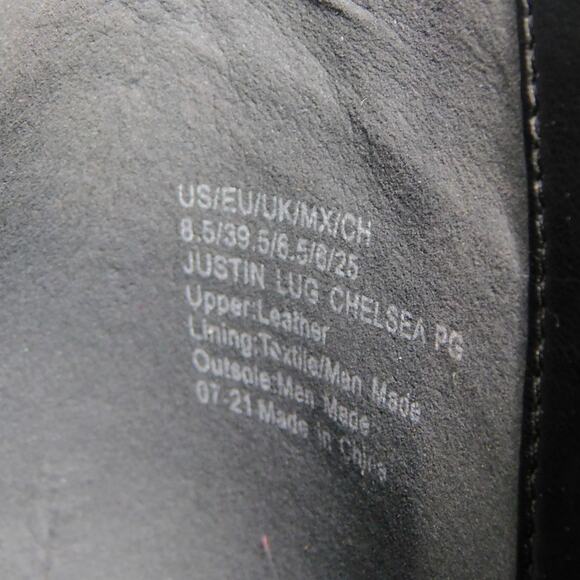 US/EU/UK/MX/CH
8.5/39.5/6.5/6/25
JUSTIN LUG CHELSEA PG
Upper:Leather
Lining:Textile/Man Made
Outsole:Man Made
07-21 Made in China